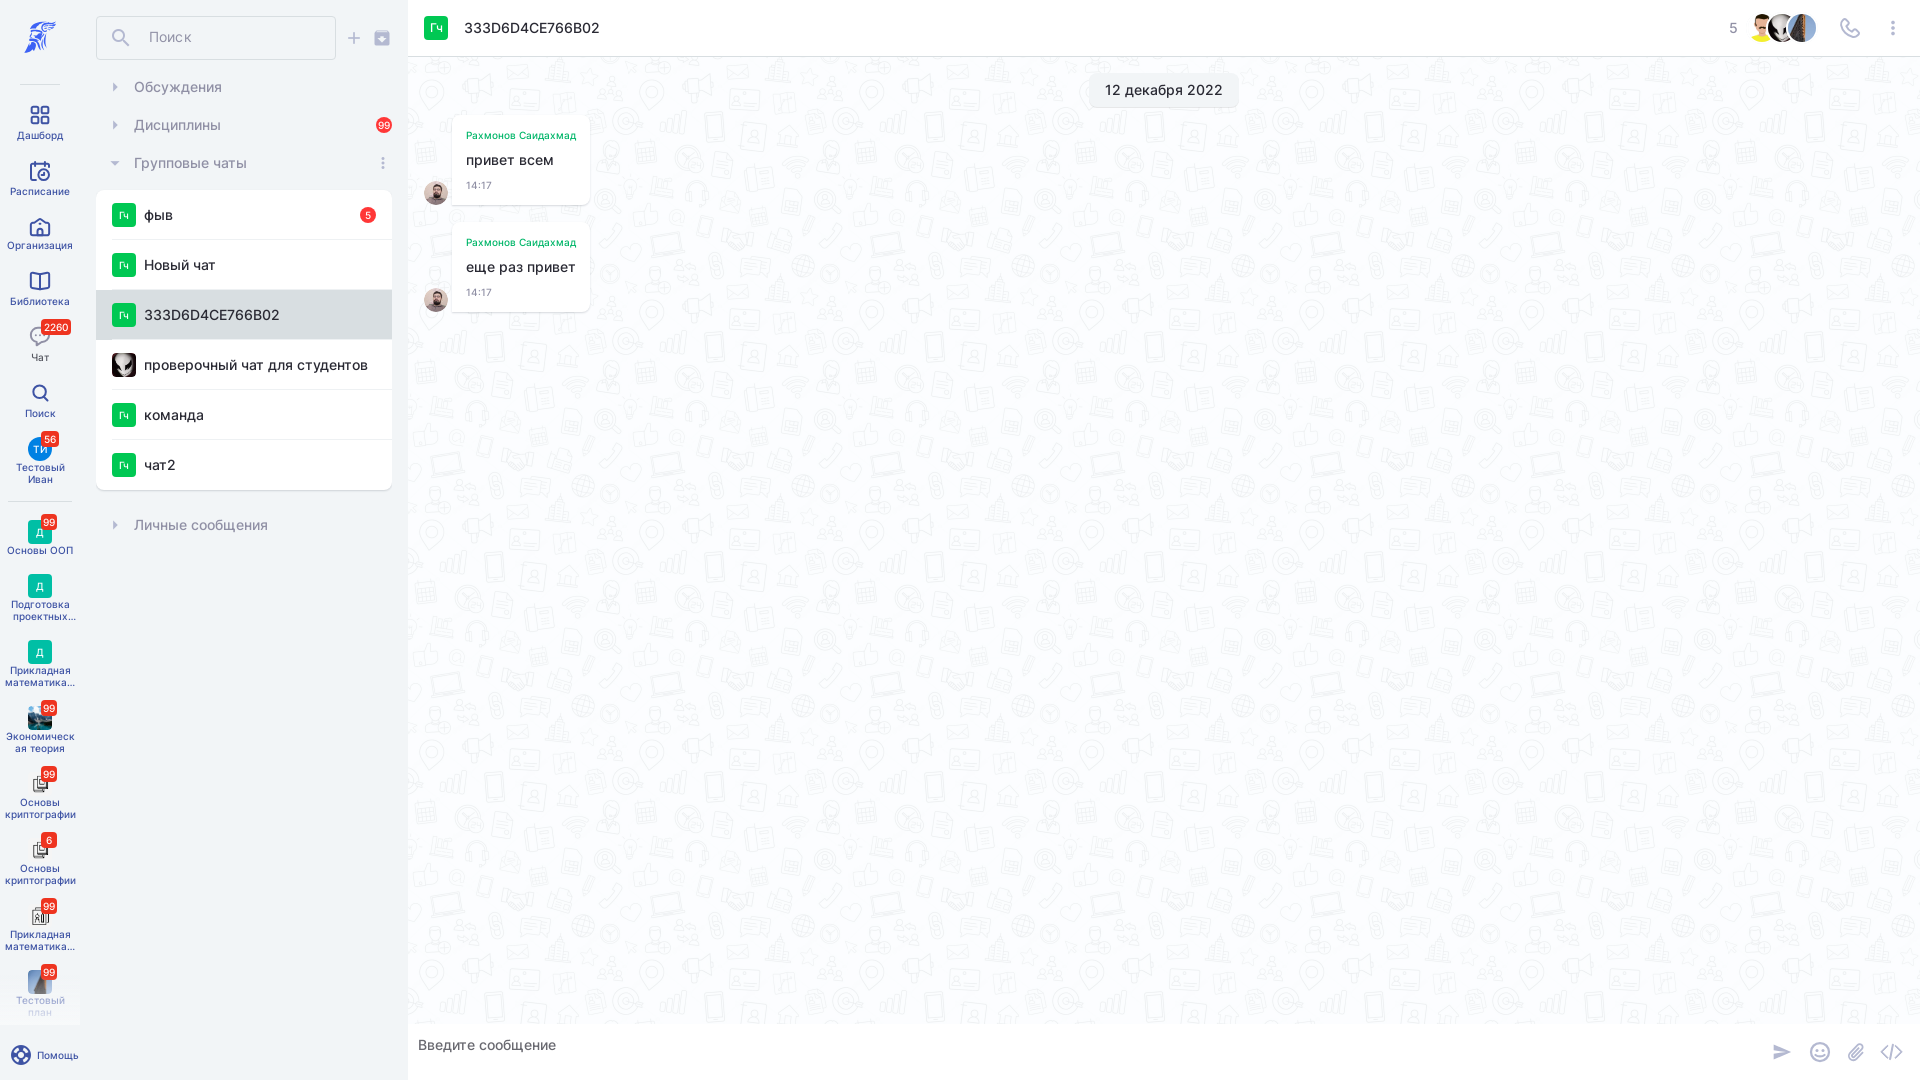 Дашборд
Расписание
Организация
Библиотека
2260
Чат
Поиск
56
ТИ
Тестовый
Иван
99
Д
Основы ООП
Д
Подготовка
проектных...
Д
Прикладная
математика...
99
Экономическ
ая теория
99
Основы
криптографии
6
Основы
криптографии
99
Прикладная
математика...
99
Тестовый
план
Помощь
Поиск
Обсуждения
Дисциплины
99
Групповые чаты
Гч фыв 5
Гч Новый чат
Гч 333D6D4CE766B02
проверочный чат для студентов
Гч команда
Гч чат2
Личные сообщения
Гч 333D6D4CE766B02
5
12 декабря 2022
Рахмонов Саидахмад
привет всем
14:17
Рахмонов Саидахмад
еще раз привет
14:17
Введите сообщение